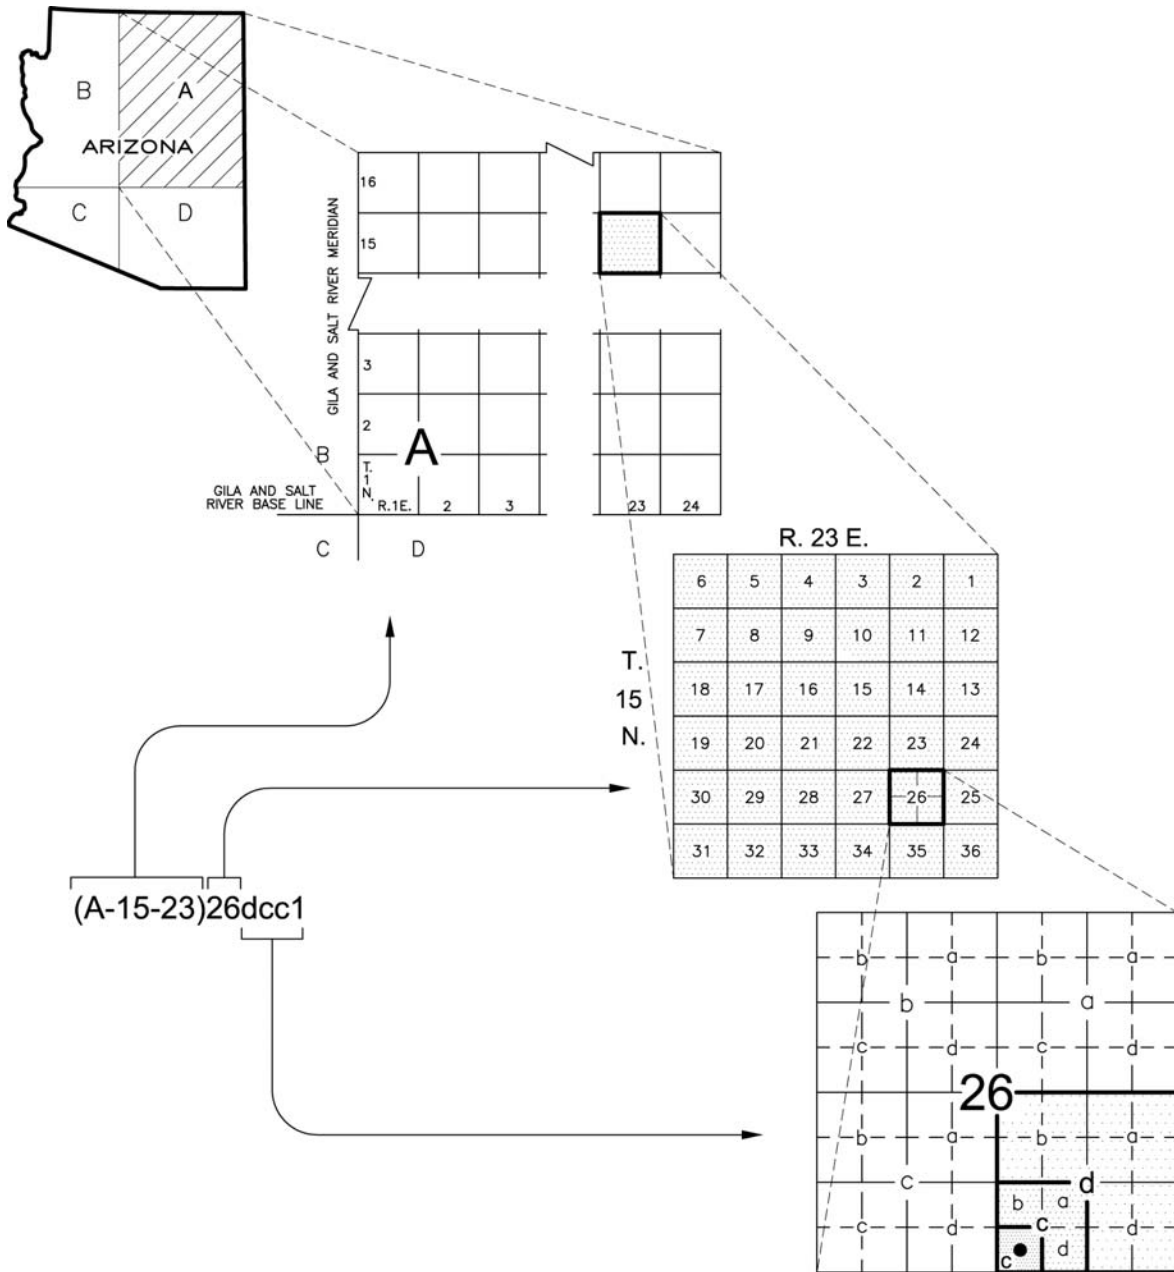 B A
ARIZONA
C D
GILA AND SALT RIVER MERIDIAN
16
15
3
2
T.
1
N.
R.1E. 2 3 23 24
A
B
GILA AND SALT
RIVER BASE LINE
C D
R. 23 E.
T.
15
N.
6 5 4 3 2 1
7 8 9 10 11 12
18 17 16 15 14 13
19 20 21 22 23 24
30 29 28 27 26 25
31 32 33 34 35 36
(A-15-23)26dcc1
b a b a
b a
c d c d
26
b a b a
c d
b a
c d c d
c d